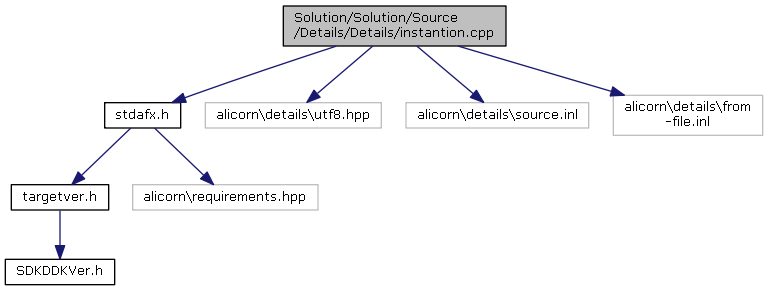 Solution/Solution/Source
/Details/Details/instantion.cpp
stdafx.h
alicorn\details\utf8.hpp
alicorn\details\source.inl
alicorn\details\from
-file.inl
targetver.h
alicorn\requirements.hpp
SDKDDKVer.h